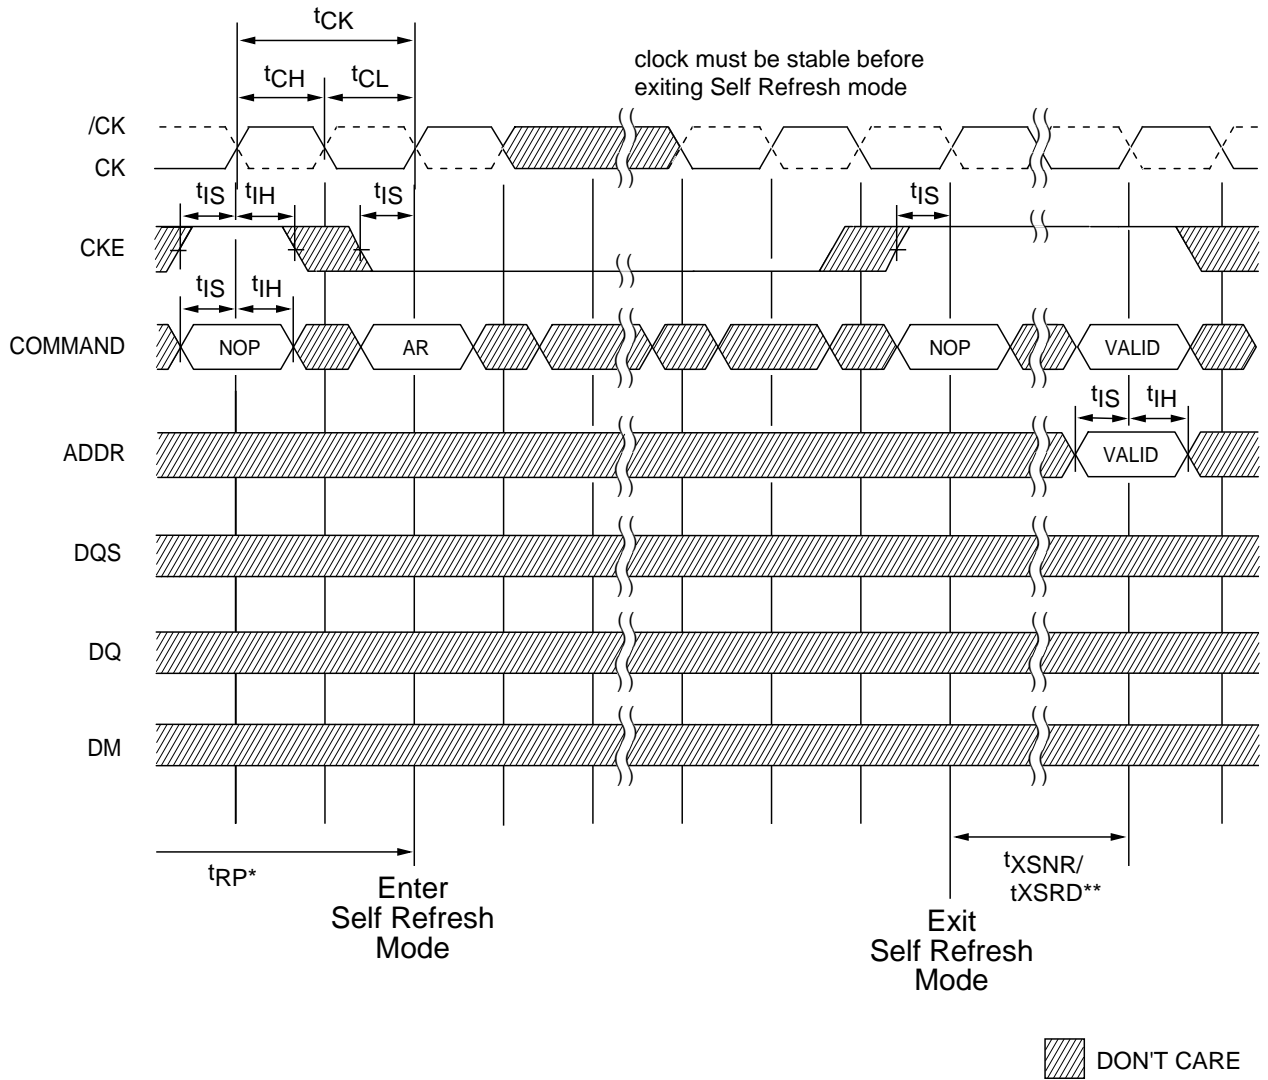 tCK
clock must be stable before
exiting Self Refresh mode
tCH tCL
/CK
CK
tIS tIH tIS tIS
CKE
tIS tIH
COMMAND NOP AR NOP VALID
tIS tIH
ADDR VALID
DQS
DQ
DM
tRP*
tXSNR/
tXSRD**
Enter
Self Refresh
Mode
Exit
Self Refresh
Mode
DON'T CARE